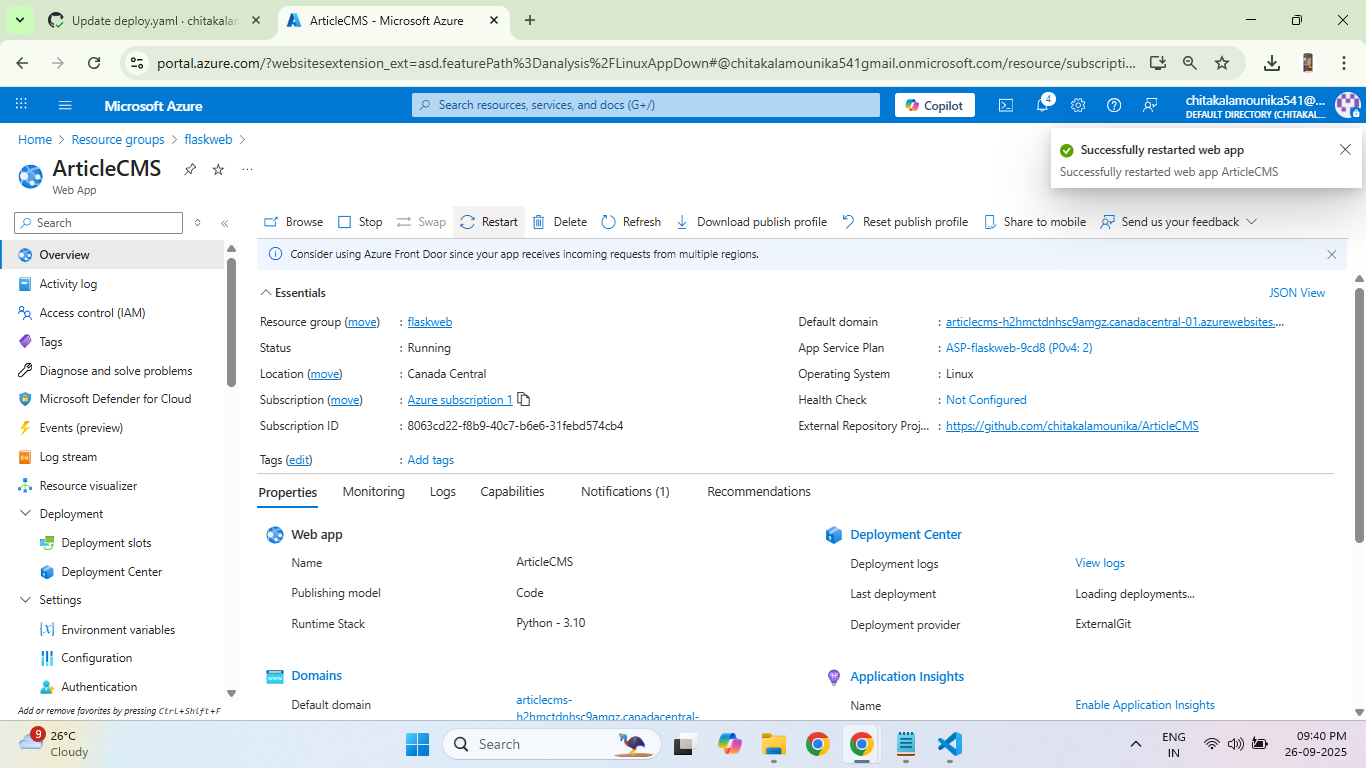 Update deploy.yaml · chitakalam
ArticleCMS - Microsoft Azure
portal.azure.com/?websitesextension_ext=asd.featurePath%3Danalysis%2FLinuxAppDown#@chitakalamounika541gmail.onmicrosoft.com/resource/subscripti...
Microsoft Azure
Search resources, services, and docs (G+/)
Copilot
4
chitakalamounika541@...
DEFAULT DIRECTORY (CHITAKAL...
Home > Resource groups > flaskweb >
ArticleCMS
Web App
Successfully restarted web app
Successfully restarted web app ArticleCMS
Search
Browse Stop Swap Restart Delete Refresh Download publish profile Reset publish profile Share to mobile Send us your feedback
Consider using Azure Front Door since your app receives incoming requests from multiple regions.
Overview
Activity log
Access control (IAM)
Tags
Diagnose and solve problems
Microsoft Defender for Cloud
Events (preview)
Log stream
Resource visualizer
Deployment
Deployment slots
Deployment Center
Settings
Environment variables
Configuration
Authentication
Add or remove favorites by pressing Ctrl+Shift+F
Essentials
JSON View
Resource group (move) : flaskweb
Status : Running
Location (move) : Canada Central
Subscription (move) : Azure subscription 1
Subscription ID : 8063cd22-f8b9-40c7-b6e6-31febd574cb4
Tags (edit) : Add tags
Default domain : articlecms-h2hmctdnhsc9amgz.canadacentral-01.azurewebsites....
App Service Plan : ASP-flaskweb-9cd8 (P0v4: 2)
Operating System : Linux
Health Check : Not Configured
External Repository Proj... : https://github.com/chitakalamounika/ArticleCMS
Properties Monitoring Logs Capabilities Notifications (1) Recommendations
Web app
Name ArticleCMS
Publishing model Code
Runtime Stack Python - 3.10
Domains
Default domain articlecms-
h2hmctdnhsc9amgz.canadacentral-
Deployment Center
Deployment logs View logs
Last deployment Loading deployments...
Deployment provider ExternalGit
Application Insights
Name Enable Application Insights
9
26°C
Cloudy
Search
ENG
IN
09:40 PM
26-09-2025